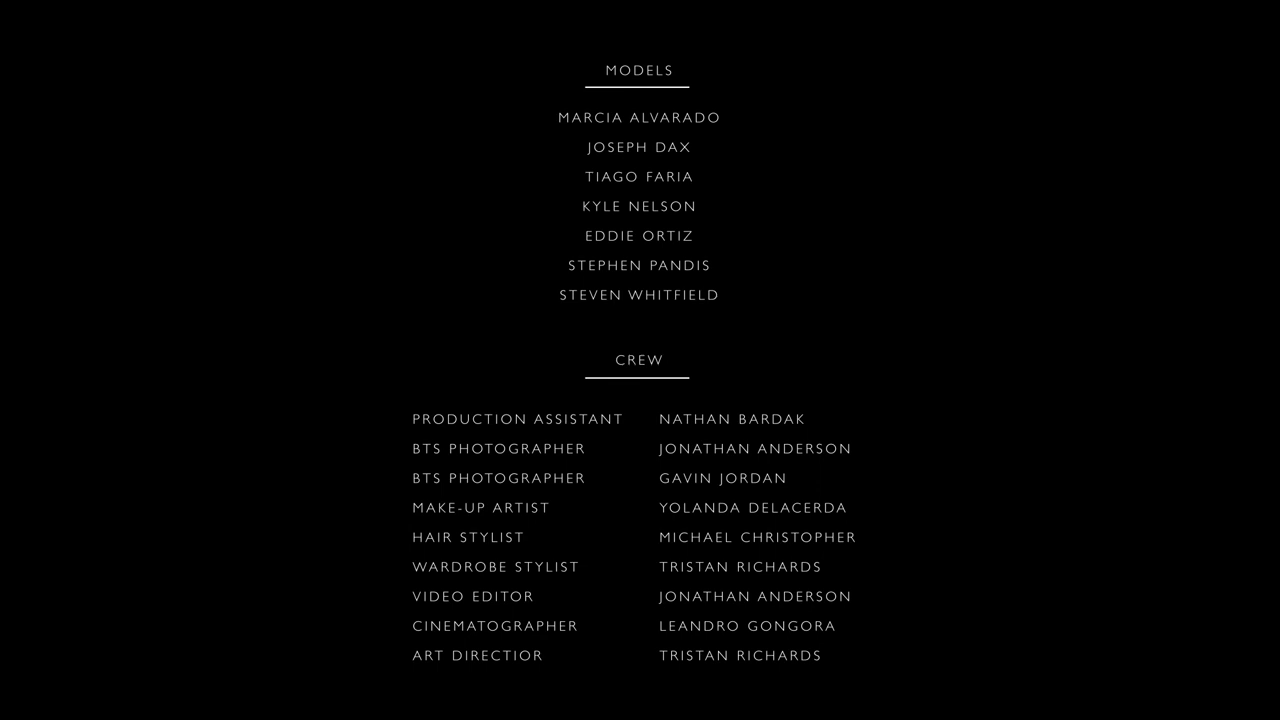 MODELS
MARCIA ALVARADO
JOSEPH DAX
TIAGO FARIA
KYLE NELSON
EDDIE ORTIZ
STEPHEN PANDIS
STEVEN WHITFIELD
CREW
PRODUCTION ASSISTANT NATHAN BARDAK
BTS PHOTOGRAPHER JONATHAN ANDERSON
BTS PHOTOGRAPHER GAVIN JORDAN
MAKE-UP ARTIST YOLANDA DELACERDA
HAIR STYLIST MICHAEL CHRISTOPHER
WARDROBE STYLIST TRISTAN RICHARDS
VIDEO EDITOR JONATHAN ANDERSON
CINEMATOGRAPHER LEANDRO GONGORA
ART DIRECTIOR TRISTAN RICHARDS